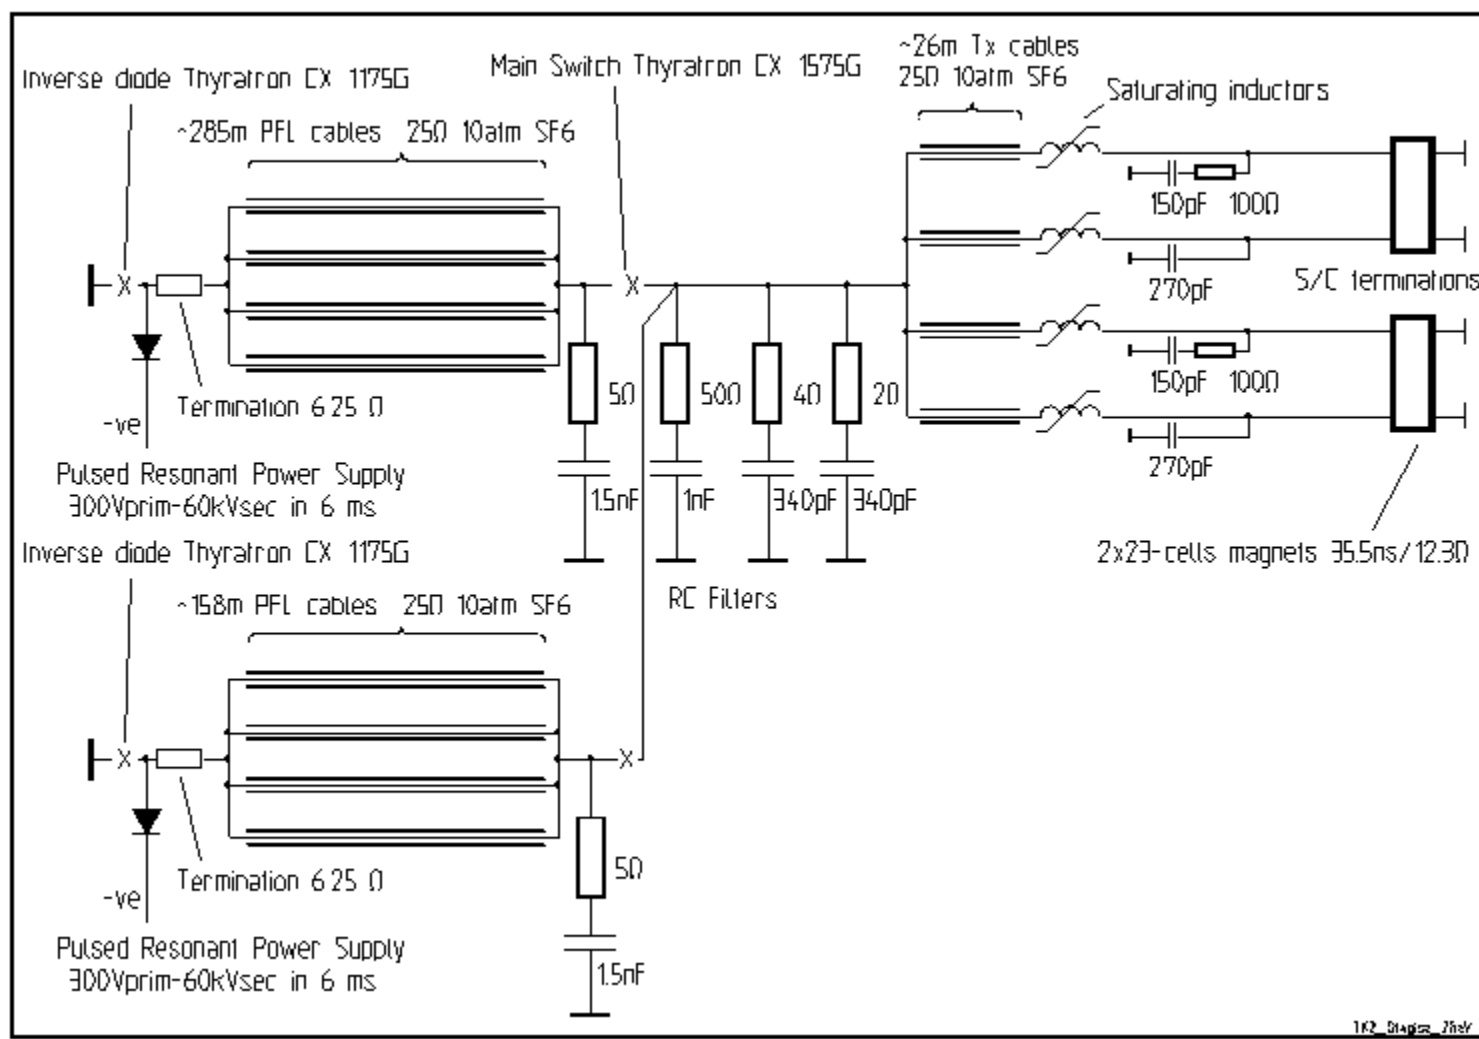 Inverse diode Thyratron CX 1175G
Main Switch Thyratron CX 1575G
~26m Tx cables
25Ω 10atm SF6
Saturating inductors
~285m PFL cables 25Ω 10atm SF6
150pF 100Ω
270pF
S/C terminations
150pF 100Ω
270pF
X
X
Termination 6.25 Ω
-ve
Pulsed Resonant Power Supply
300Vprim-60kVsec in 6 ms
5Ω
50Ω
4Ω
2Ω
1.5nF
1nF
340pF
340pF
RC Filters
2x23-cells magnets 35.5ns/12.3Ω
Inverse diode Thyratron CX 1175G
~158m PFL cables 25Ω 10atm SF6
X
X
Termination 6.25 Ω
-ve
Pulsed Resonant Power Supply
300Vprim-60kVsec in 6 ms
5Ω
1.5nF